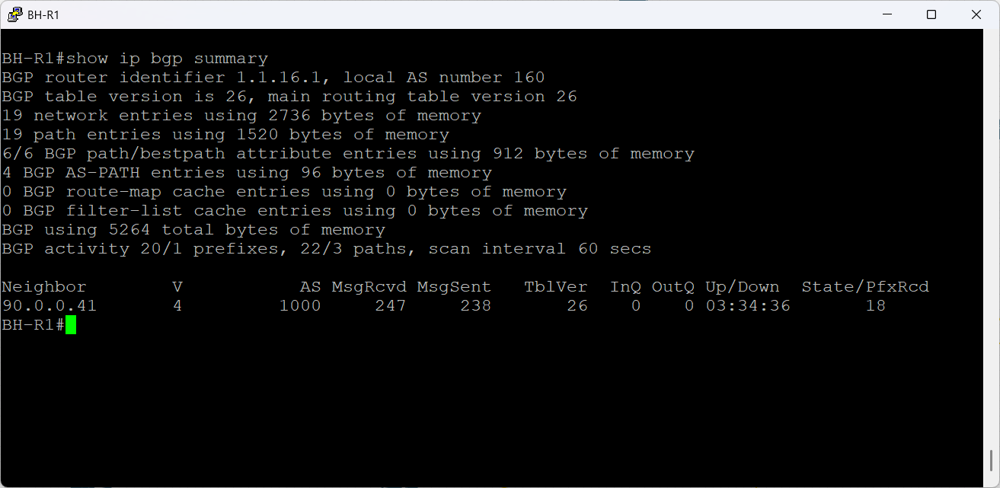 BH-R1
BH-R1#show ip bgp summary
BGP router identifier 1.1.16.1, local AS number 160
BGP table version is 26, main routing table version 26
19 network entries using 2736 bytes of memory
19 path entries using 1520 bytes of memory
6/6 BGP path/bestpath attribute entries using 912 bytes of memory
4 BGP AS-PATH entries using 96 bytes of memory
0 BGP route-map cache entries using 0 bytes of memory
0 BGP filter-list cache entries using 0 bytes of memory
BGP using 5264 total bytes of memory
BGP activity 20/1 prefixes, 22/3 paths, scan interval 60 secs
Neighbor        V           AS MsgRcvd MsgSent   TblVer  InQ OutQ Up/Down  State/PfxRcd
90.0.0.41       4         1000     247     238       26    0    0 03:34:36       18
BH-R1#